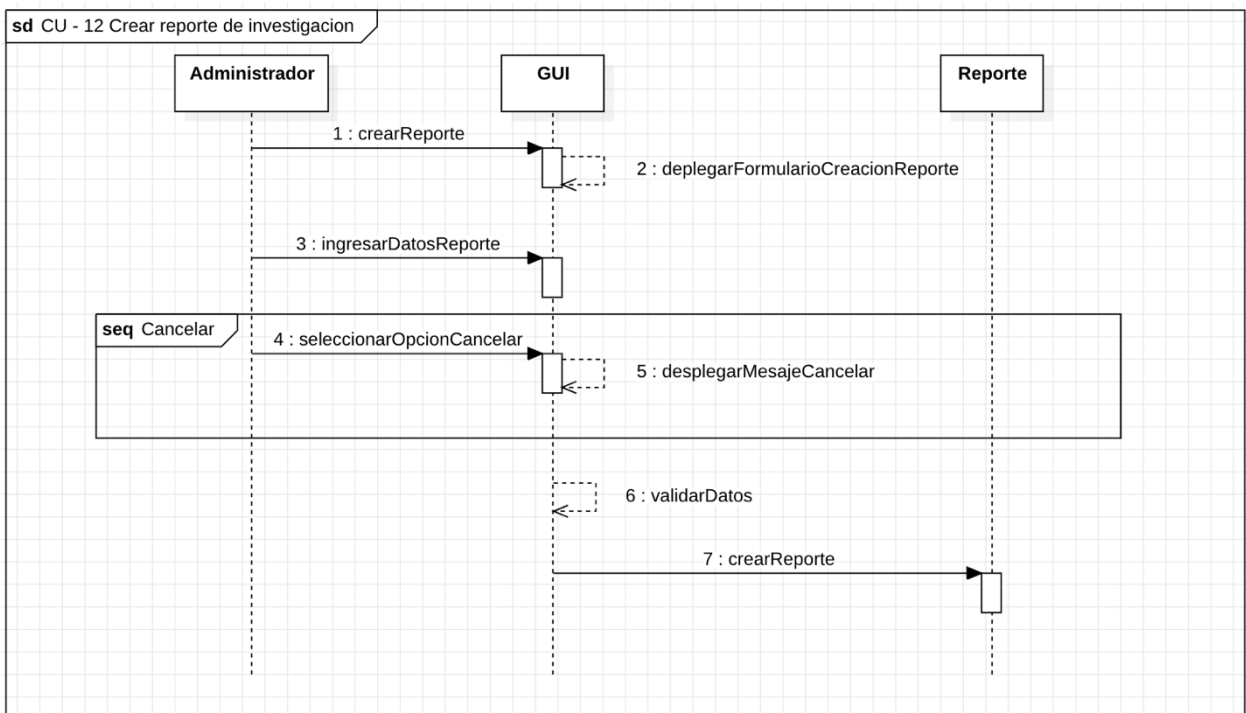 sd CU - 12 Crear reporte de investigacion
Administrador
GUI
Reporte
1 : crearReporte
2 : deplegarFormularioCreacionReporte
3 : ingresarDatosReporte
seq Cancelar
4 : seleccionarOpcionCancelar
5 : desplegarMesajeCancelar
6 : validarDatos
7 : crearReporte